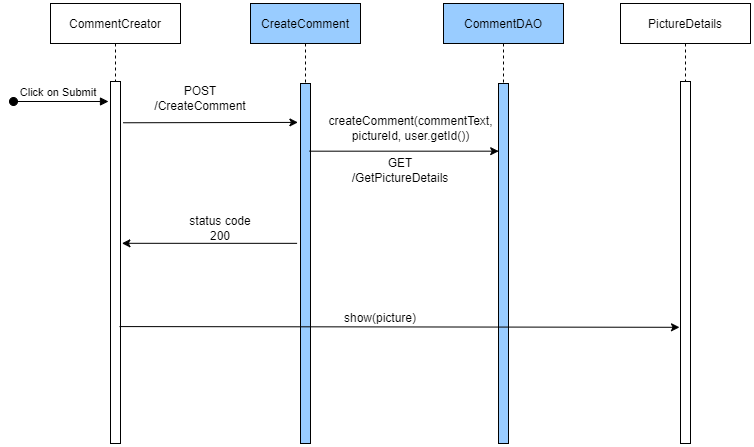 CommentCreator
CreateComment
CommentDAO
PictureDetails
Click on Submit
POST
/CreateComment
createComment(commentText,
pictureId, user.getId())
GET
/GetPictureDetails
status code
200
show(picture)